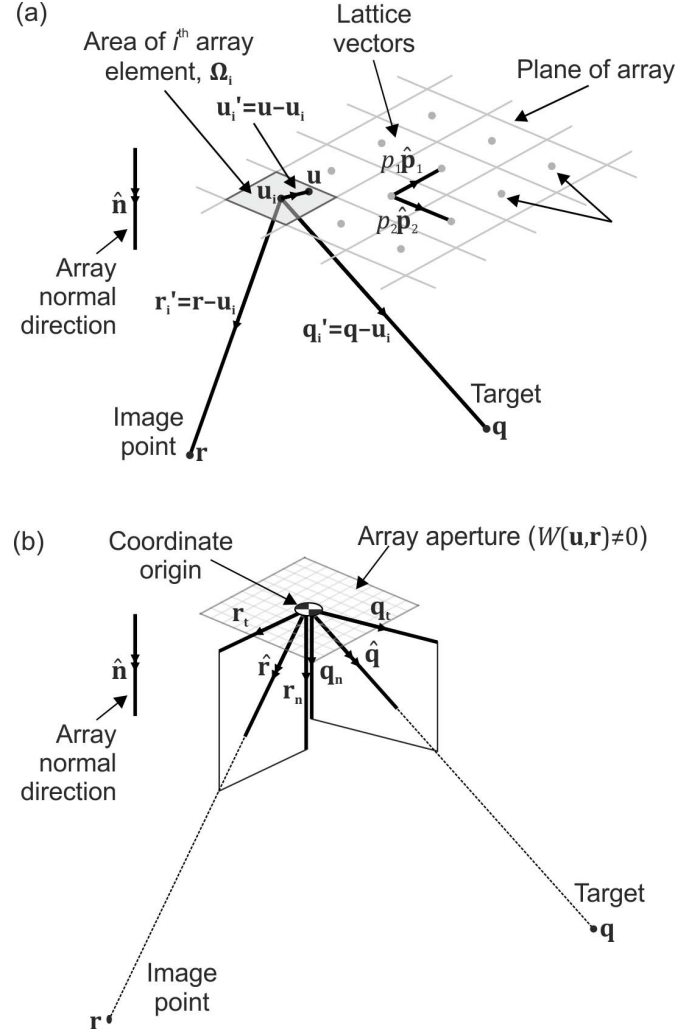 (a)
Area of iᵗʰ array
element, Ωᵢ
Lattice
vectors
Plane of array
uᵢ'=u−uᵢ
u
uᵢ
p₁p̂₁
p₂p̂₂
n̂
Array
normal
direction
rᵢ'=r−uᵢ
qᵢ'=q−uᵢ
Image
point
r
Target
q
(b)
Coordinate
origin
Array aperture (W(u,r)≠0)
rₜ
qₜ
n̂
r̂
rₙ
qₙ
q̂
Array
normal
direction
Target
q
Image
point
r